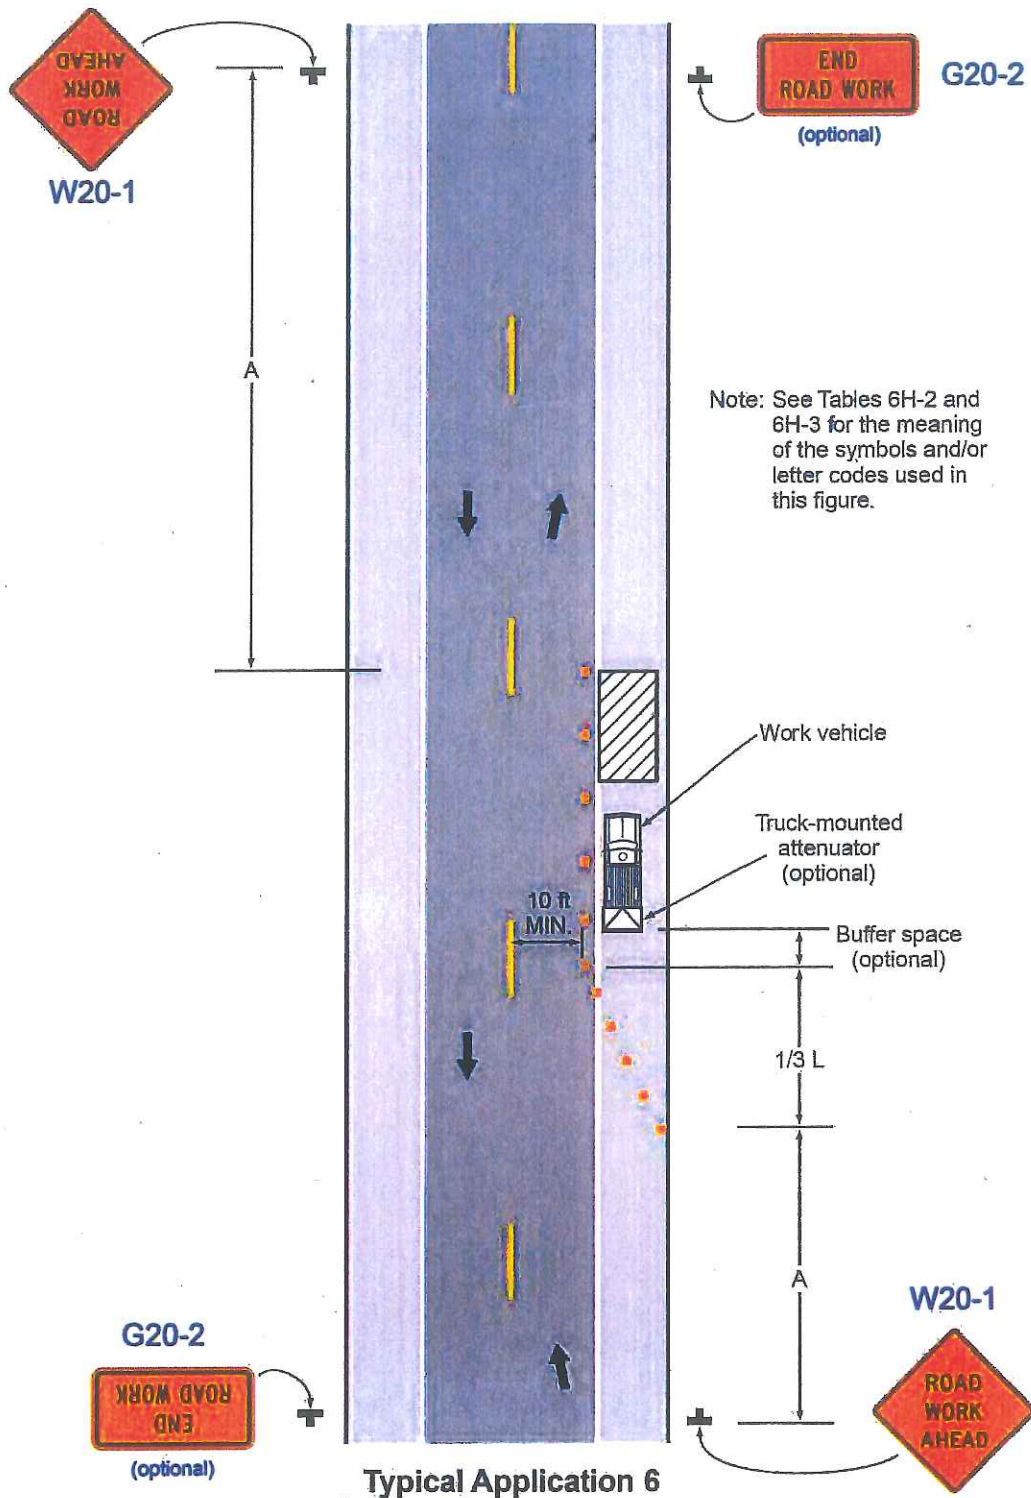 ROAD
WORK
AHEAD
W20-1
END
ROAD WORK
(optional)
G20-2
A
Note: See Tables 6H-2 and
6H-3 for the meaning
of the symbols and/or
letter codes used in
this figure.
Work vehicle
Truck-mounted
attenuator
(optional)
10 ft
MIN.
Buffer space
(optional)
1/3 L
A
W20-1
ROAD
WORK
AHEAD
G20-2
END
ROAD WORK
(optional)
Typical Application 6